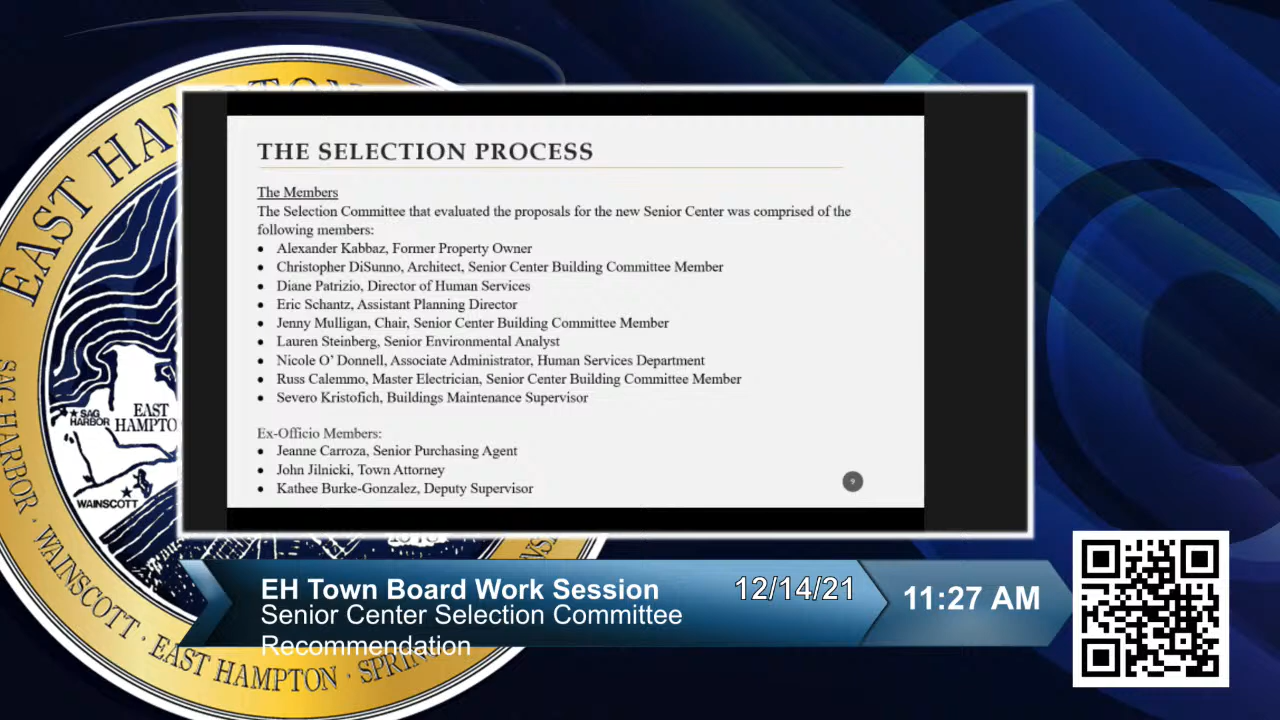 THE SELECTION PROCESS
The Members
The Selection Committee that evaluated the proposals for the new Senior Center was comprised of the
following members:
• Alexander Kabbaz, Former Property Owner
• Christopher DiSunno, Architect, Senior Center Building Committee Member
• Diane Patrizio, Director of Human Services
• Eric Schantz, Assistant Planning Director
• Jenny Mulligan, Chair, Senior Center Building Committee Member
• Lauren Steinberg, Senior Environmental Analyst
• Nicole O’ Donnell, Associate Administrator, Human Services Department
• Russ Calemmo, Master Electrician, Senior Center Building Committee Member
• Severo Kristofich, Buildings Maintenance Supervisor
Ex-Officio Members:
• Jeanne Carroza, Senior Purchasing Agent
• John Jilnicki, Town Attorney
• Kathee Burke-Gonzalez, Deputy Supervisor
9
EAST HAMPTON
SAG HARBOR · WAINSCOTT · EAST HAMPTON · SPRIN
SAG
HARBOR
EAST
HAMPTO
WAINSCOTT
EH Town Board Work Session
12/14/21
11:27 AM
Senior Center Selection Committee
Recommendation